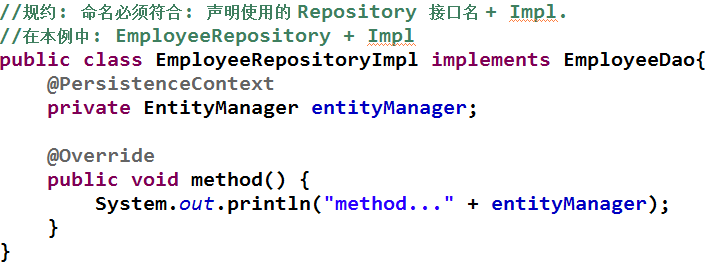 //规约: 命名必须符合: 声明使用的 Repository 接口名 + Impl.
//在本例中: EmployeeRepository + Impl
public class EmployeeRepositoryImpl implements EmployeeDao{
    @PersistenceContext
    private EntityManager entityManager;

    @Override
    public void method() {
        System.out.println("method..." + entityManager);
    }
}